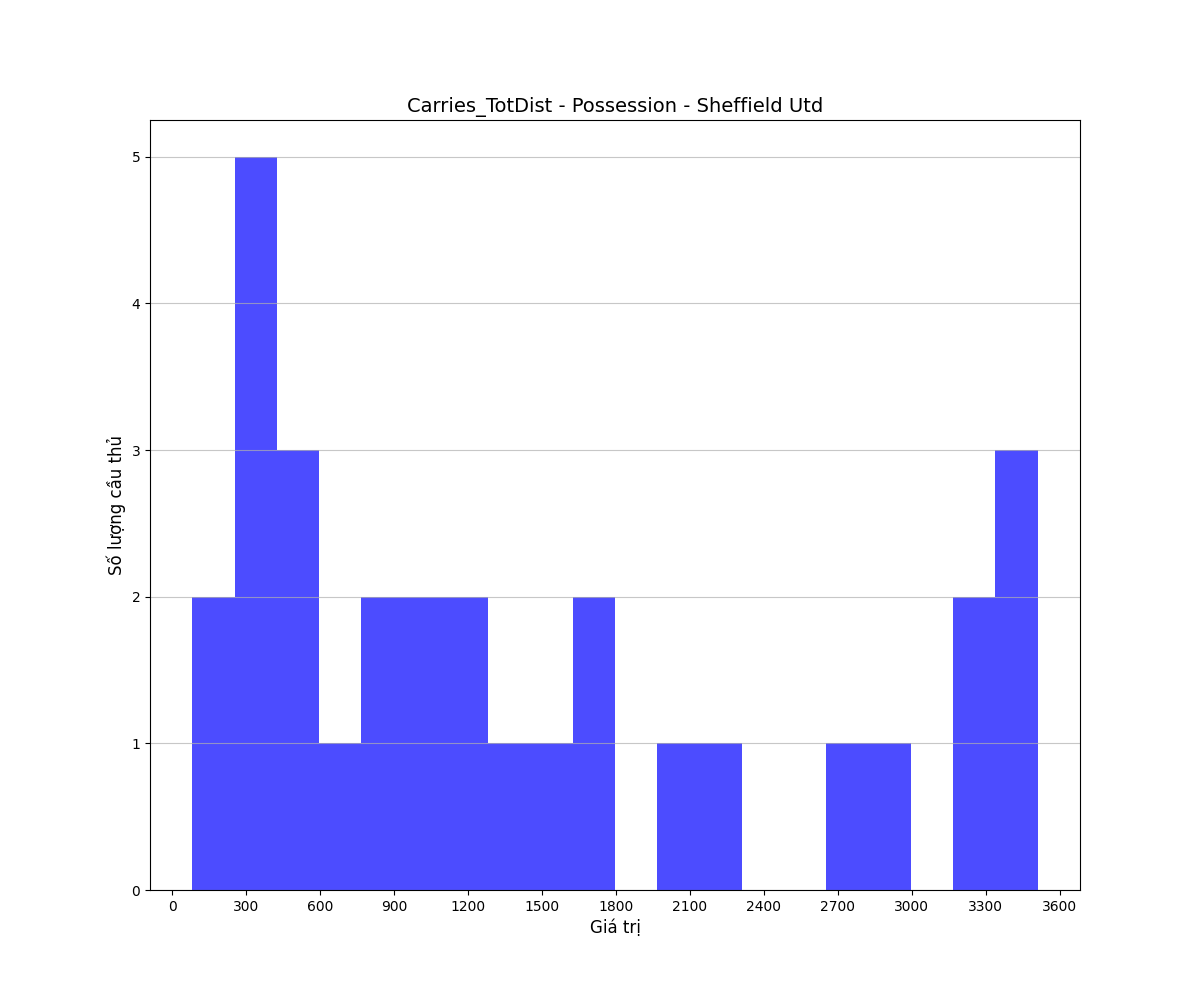 Carries_TotDist - Possession - Sheffield Utd
Số lượng cầu thủ
5
4
3
2
1
0
0 300 600 900 1200 1500 1800 2100 2400 2700 3000 3300 3600
Giá trị